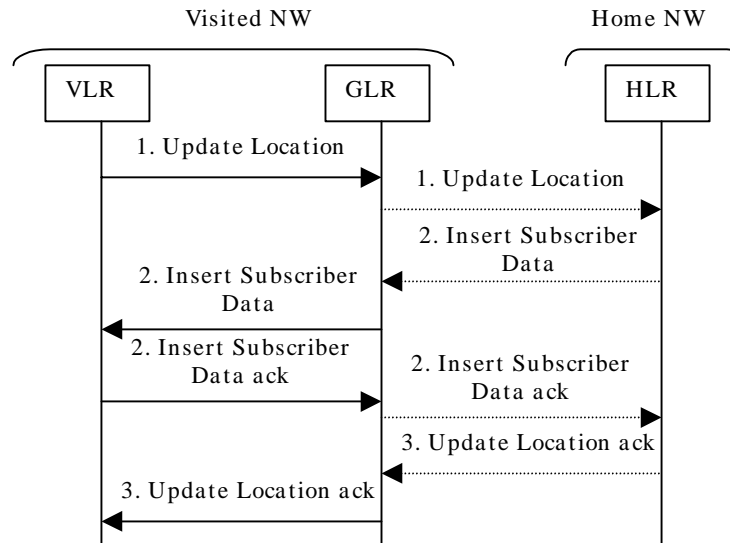 Visited NW
Home NW
VLR
GLR
HLR
1. Update Location
1. Update Location
2. Insert Subscriber
Data
2. Insert Subscriber
Data
2. Insert Subscriber
Data ack
2. Insert Subscriber
Data ack
3. Update Location ack
3. Update Location ack